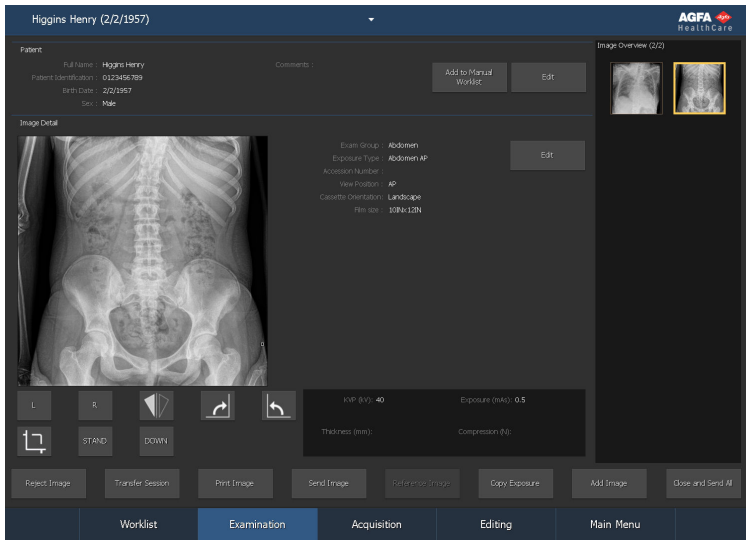 Higgins Henry (2/2/1957)
AGFA
HealthCare
Patient
Full Name : Higgins Henry
Comments :
Patient Identification : 0123456789
Birth Date : 2/2/1957
Sex : Male
Add to Manual
Worklist
Edit
Image Overview (2/2)
Image Detail
Exam Group : Abdomen
Exposure Type : Abdomen AP
Accession Number :
View Position : AP
Cassette Orientation: Landscape
Film size : 10INx12IN
Edit
L
R
STAND
DOWN
KVP (kV): 40
Exposure (mAs): 0.5
Thickness (mm):
Compression (N):
Reject Image
Transfer Session
Print Image
Send Image
Reference Image
Copy Exposure
Add Image
Close and Send All
Worklist
Examination
Acquisition
Editing
Main Menu